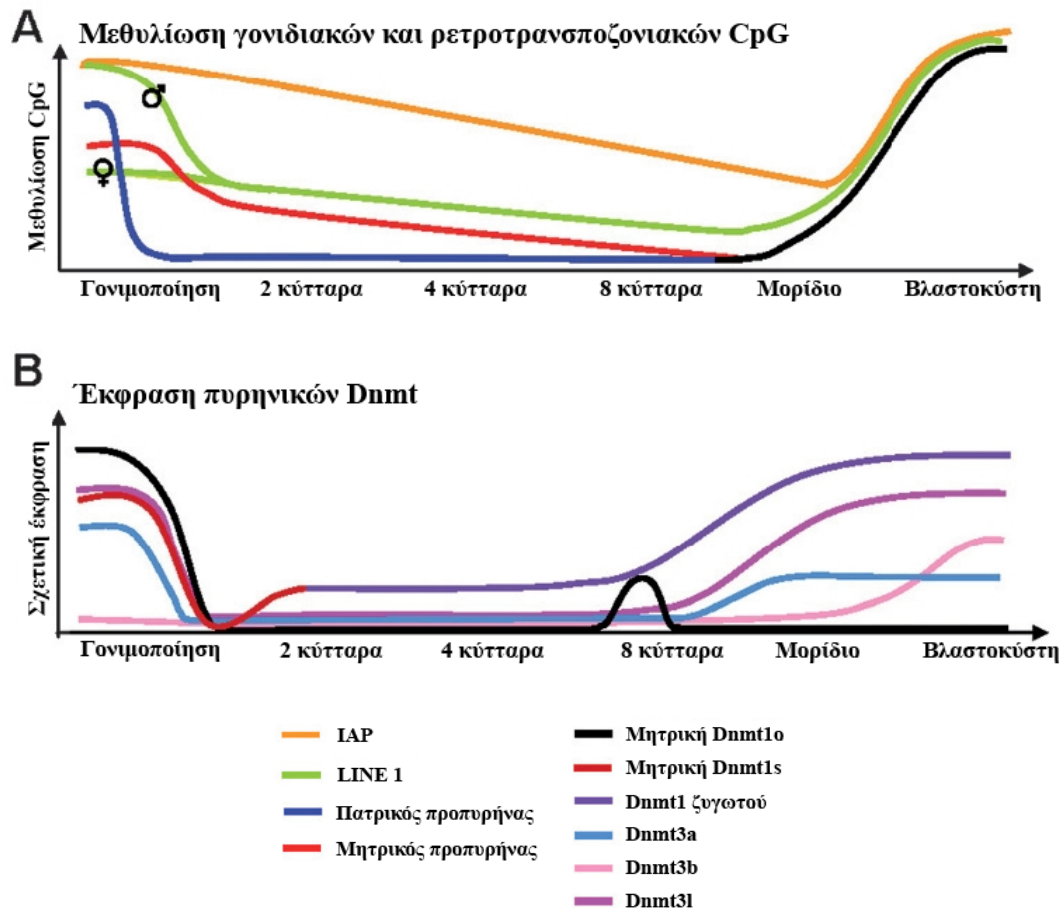 A
Μεθυλίωση γονιδιακών και ρετροτρανσποζονιακών CpG
Μεθυλίωση CpG
♂
♀
Γονιμοποίηση 2 κύτταρα 4 κύτταρα 8 κύτταρα Μορίδιο Βλαστοκύστη
B
Έκφραση πυρηνικών Dnmt
Σχετική έκφραση
Γονιμοποίηση 2 κύτταρα 4 κύτταρα 8 κύτταρα Μορίδιο Βλαστοκύστη
IAP
LINE 1
Πατρικός προπυρήνας
Μητρικός προπυρήνας
Μητρική Dnmt1o
Μητρική Dnmt1s
Dnmt1 ζυγωτού
Dnmt3a
Dnmt3b
Dnmt3l